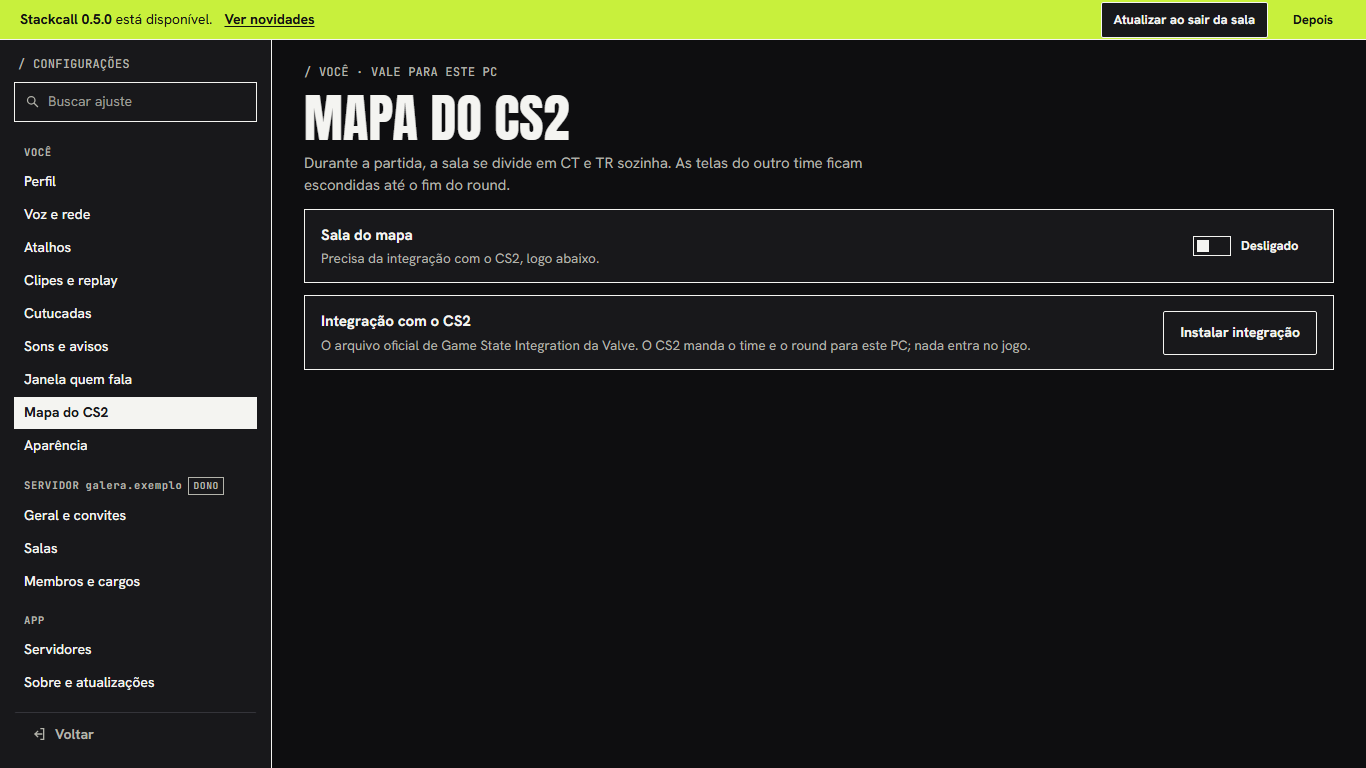 Stackcall 0.5.0 está disponível. Ver novidades
Atualizar ao sair da sala
Depois
/ CONFIGURAÇÕES
Buscar ajuste
VOCÊ
Perfil
Voz e rede
Atalhos
Clipes e replay
Cutucadas
Sons e avisos
Janela quem fala
Mapa do CS2
Aparência
SERVIDOR galera.exemplo DONO
Geral e convites
Salas
Membros e cargos
APP
Servidores
Sobre e atualizações
Voltar
/ VOCÊ · VALE PARA ESTE PC
MAPA DO CS2
Durante a partida, a sala se divide em CT e TR sozinha. As telas do outro time ficam
escondidas até o fim do round.
Sala do mapa
Precisa da integração com o CS2, logo abaixo.
Desligado
Integração com o CS2
O arquivo oficial de Game State Integration da Valve. O CS2 manda o time e o round para este PC; nada entra no jogo.
Instalar integração